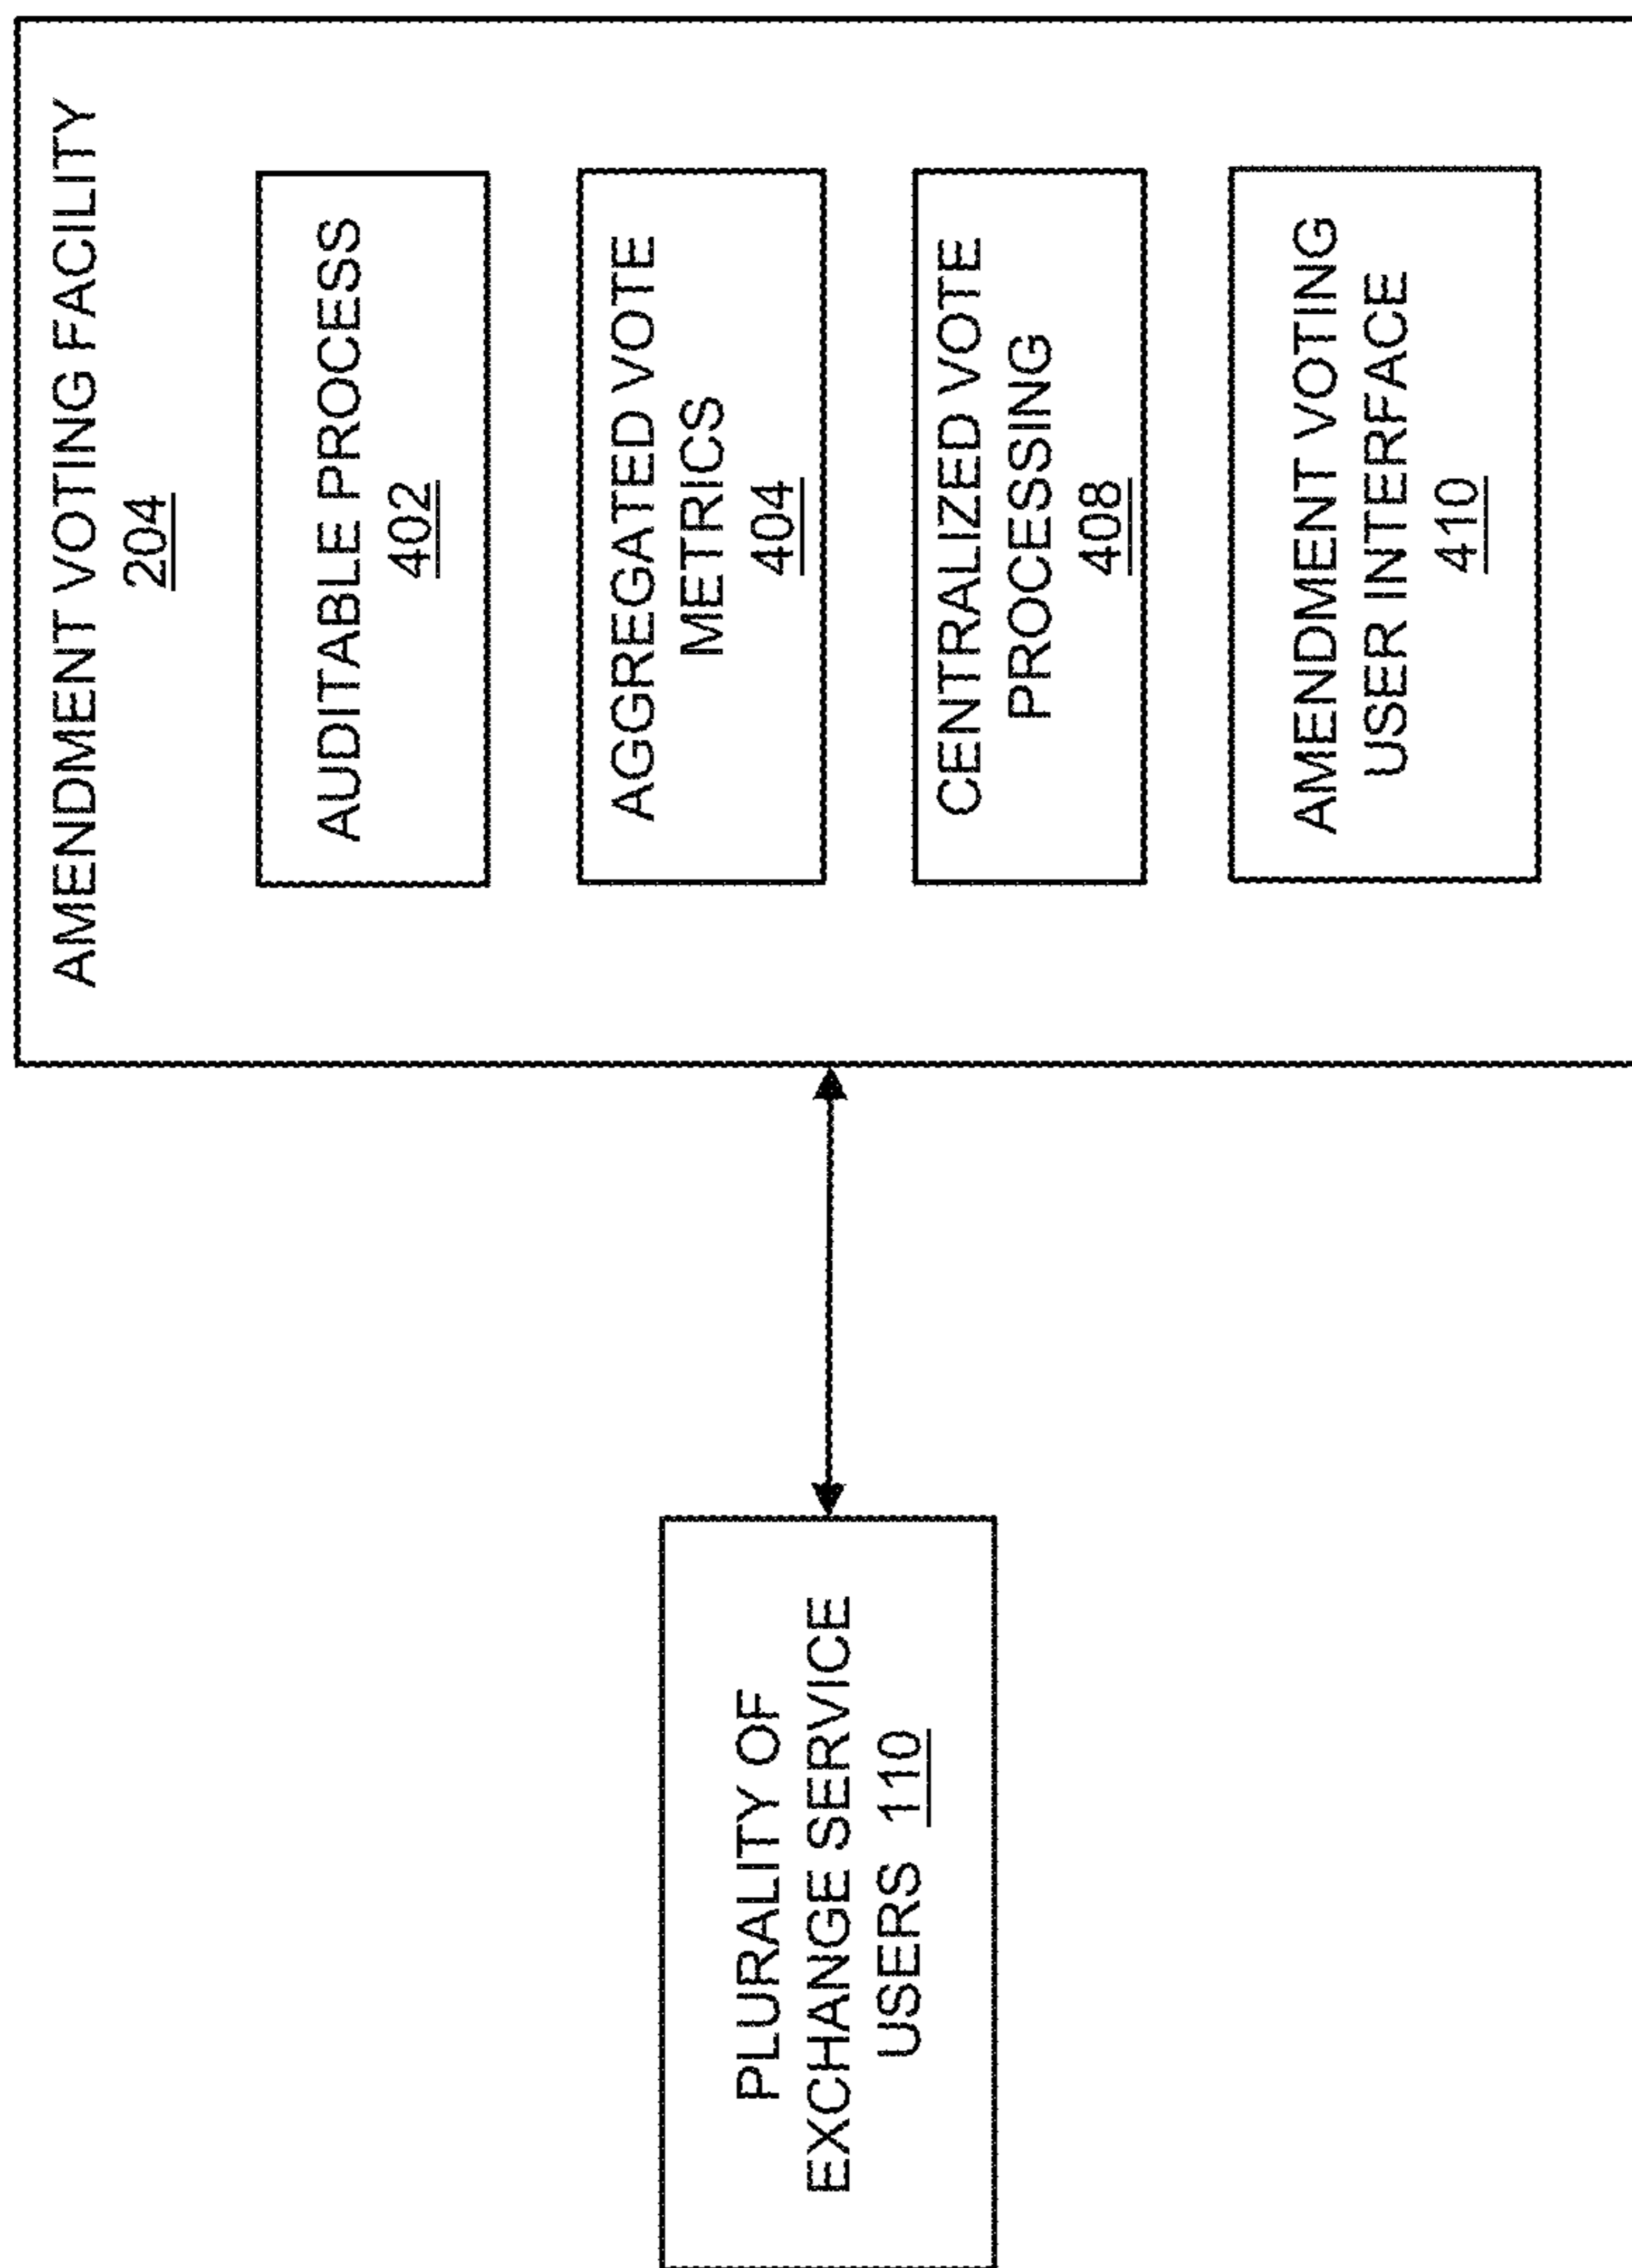 AMENDMENT VOTING FACILITY
204
AUDITABLE PROCESS
402
AGGREGATED VOTE
METRICS
404
CENTRALIZED VOTE
PROCESSING
408
AMENDMENT VOTING
USER INTERFACE
410
PLURALITY OF
EXCHANGE SERVICE
USERS 110